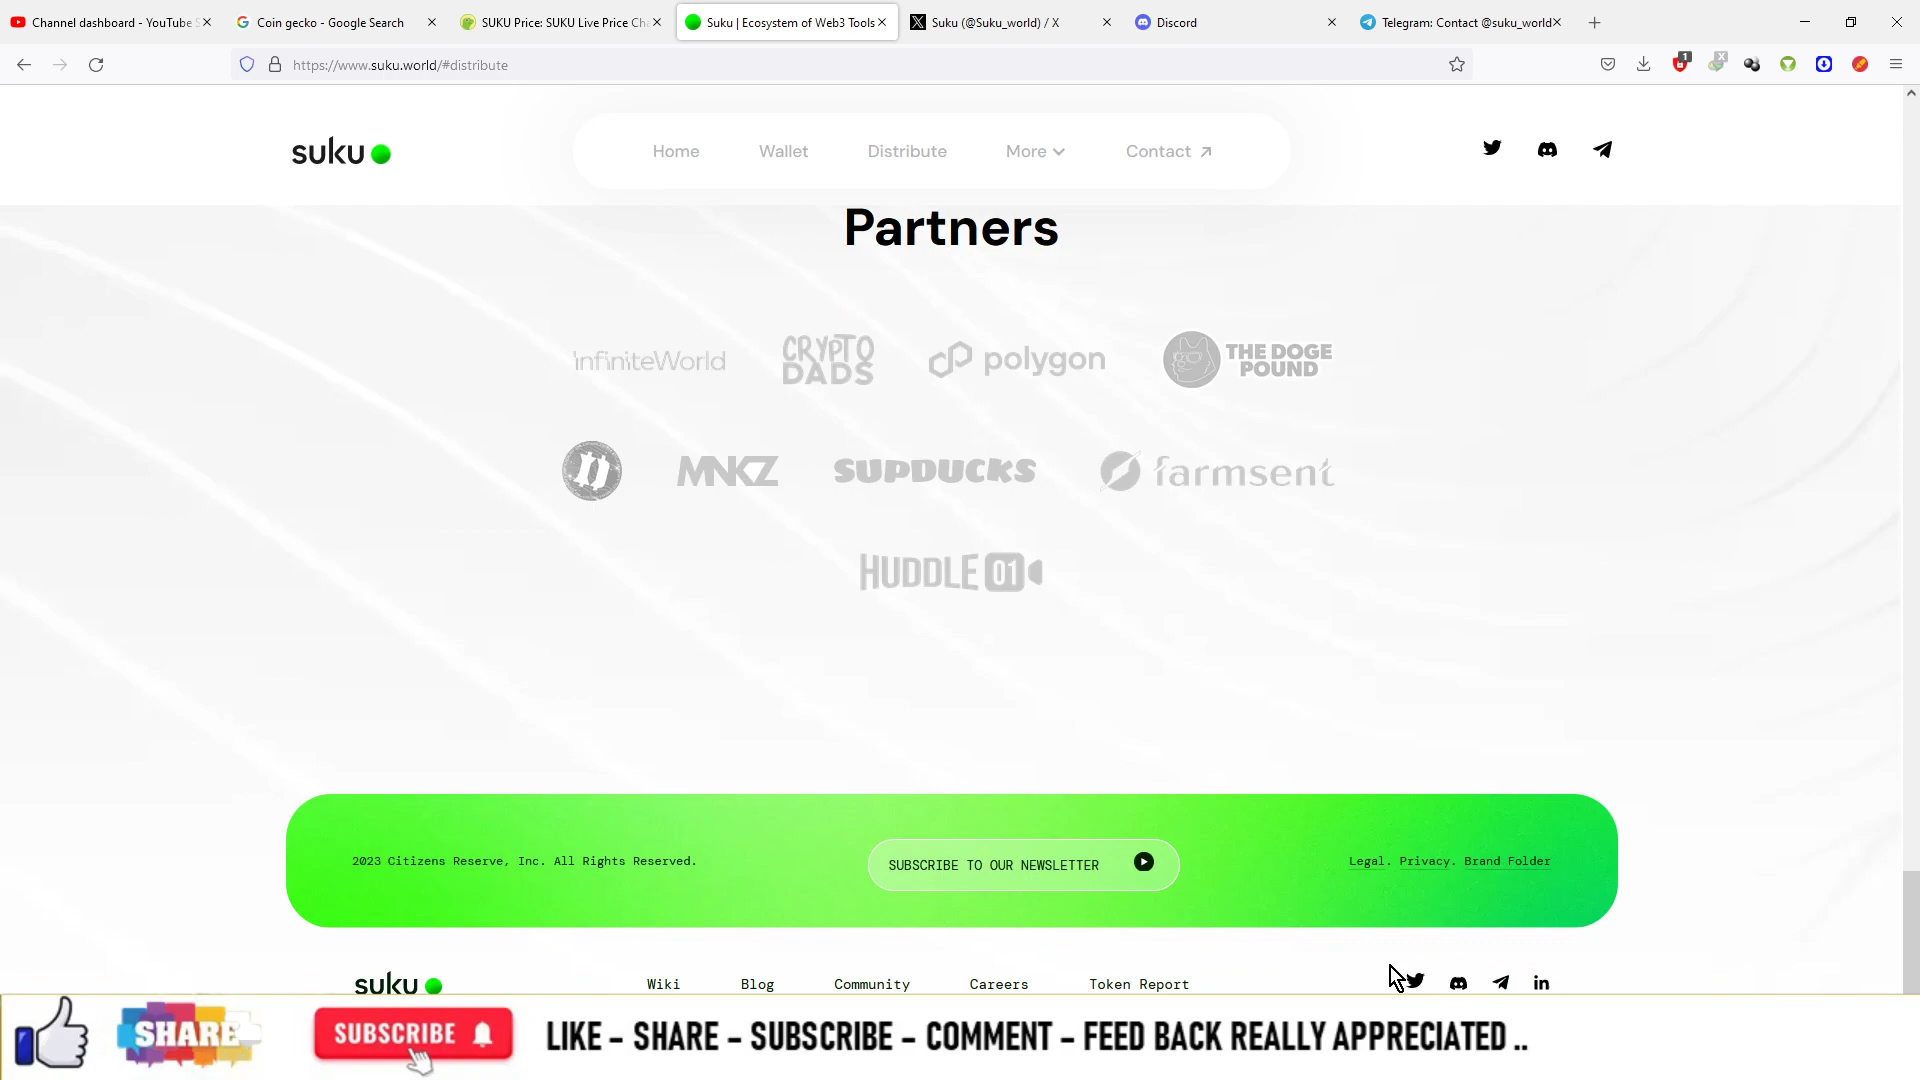 Channel dashboard - YouTube S
Coin gecko - Google Search
SUKU Price: SUKU Live Price Cha
Suku | Ecosystem of Web3 Tools
Suku (@Suku_world) / X
Discord
Telegram: Contact @suku_world
https://www.suku.world/#distribute
1
X
suku
Home
Wallet
Distribute
More
Contact
Partners
InfiniteWorld
CRYPTO
DADS
polygon
THE DOGE
POUND
MNKZ
SUPDUCKS
farmsent
HUDDLE 01
2023 Citizens Reserve, Inc. All Rights Reserved.
SUBSCRIBE TO OUR NEWSLETTER
Legal. Privacy. Brand Folder
suku
Wiki
Blog
Community
Careers
Token Report
in
SHARE
SUBSCRIBE
LIKE - SHARE - SUBSCRIBE - COMMENT - FEED BACK REALLY APPRECIATED ..